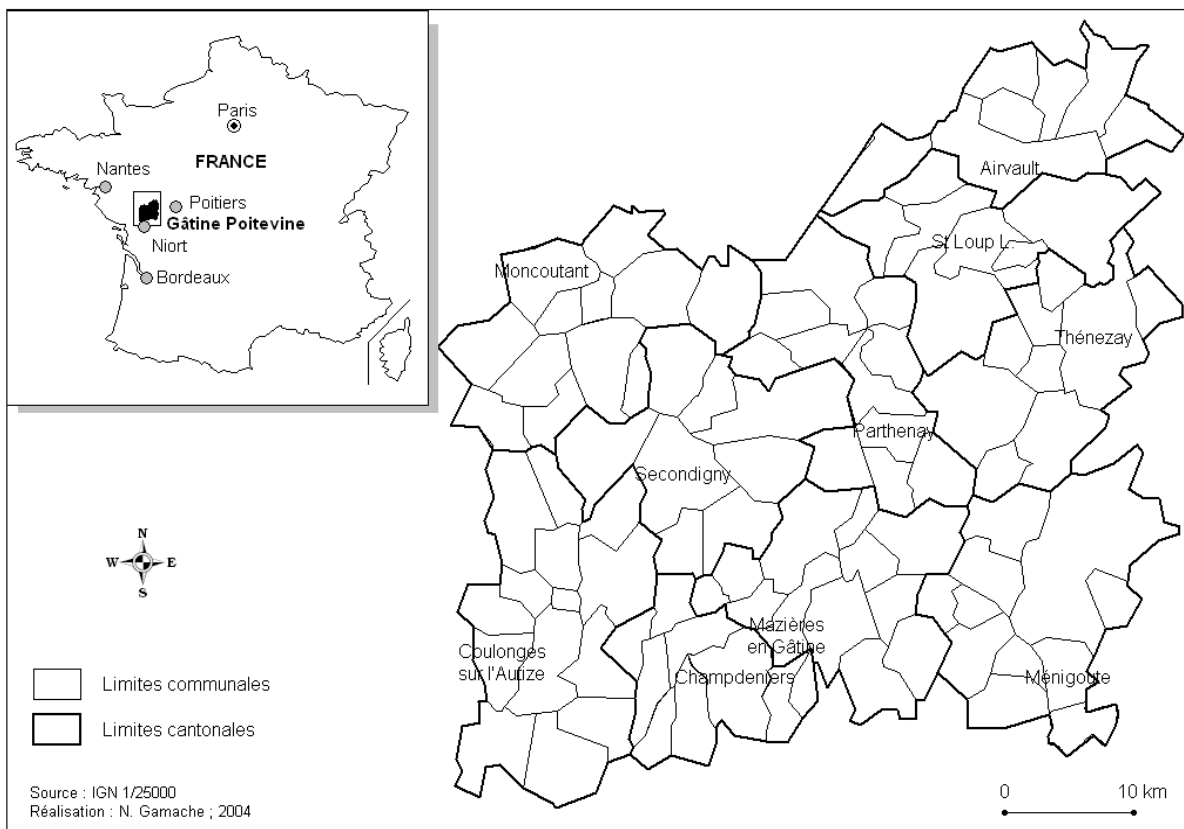 Paris
FRANCE
Nantes
Poitiers
Gâtine Poitevine
Niort
Bordeaux
Airvault
St Loup L.
Moncoutant
Thénezay
Parthenay
Secondigny
Mazières
en Gâtine
Coulonges
sur l'Autize
Champdeniers
Ménigoute
N
W E
S
Limites communales
Limites cantonales
Source : IGN 1/25000
Réalisation : N. Gamache ; 2004
0 10 km